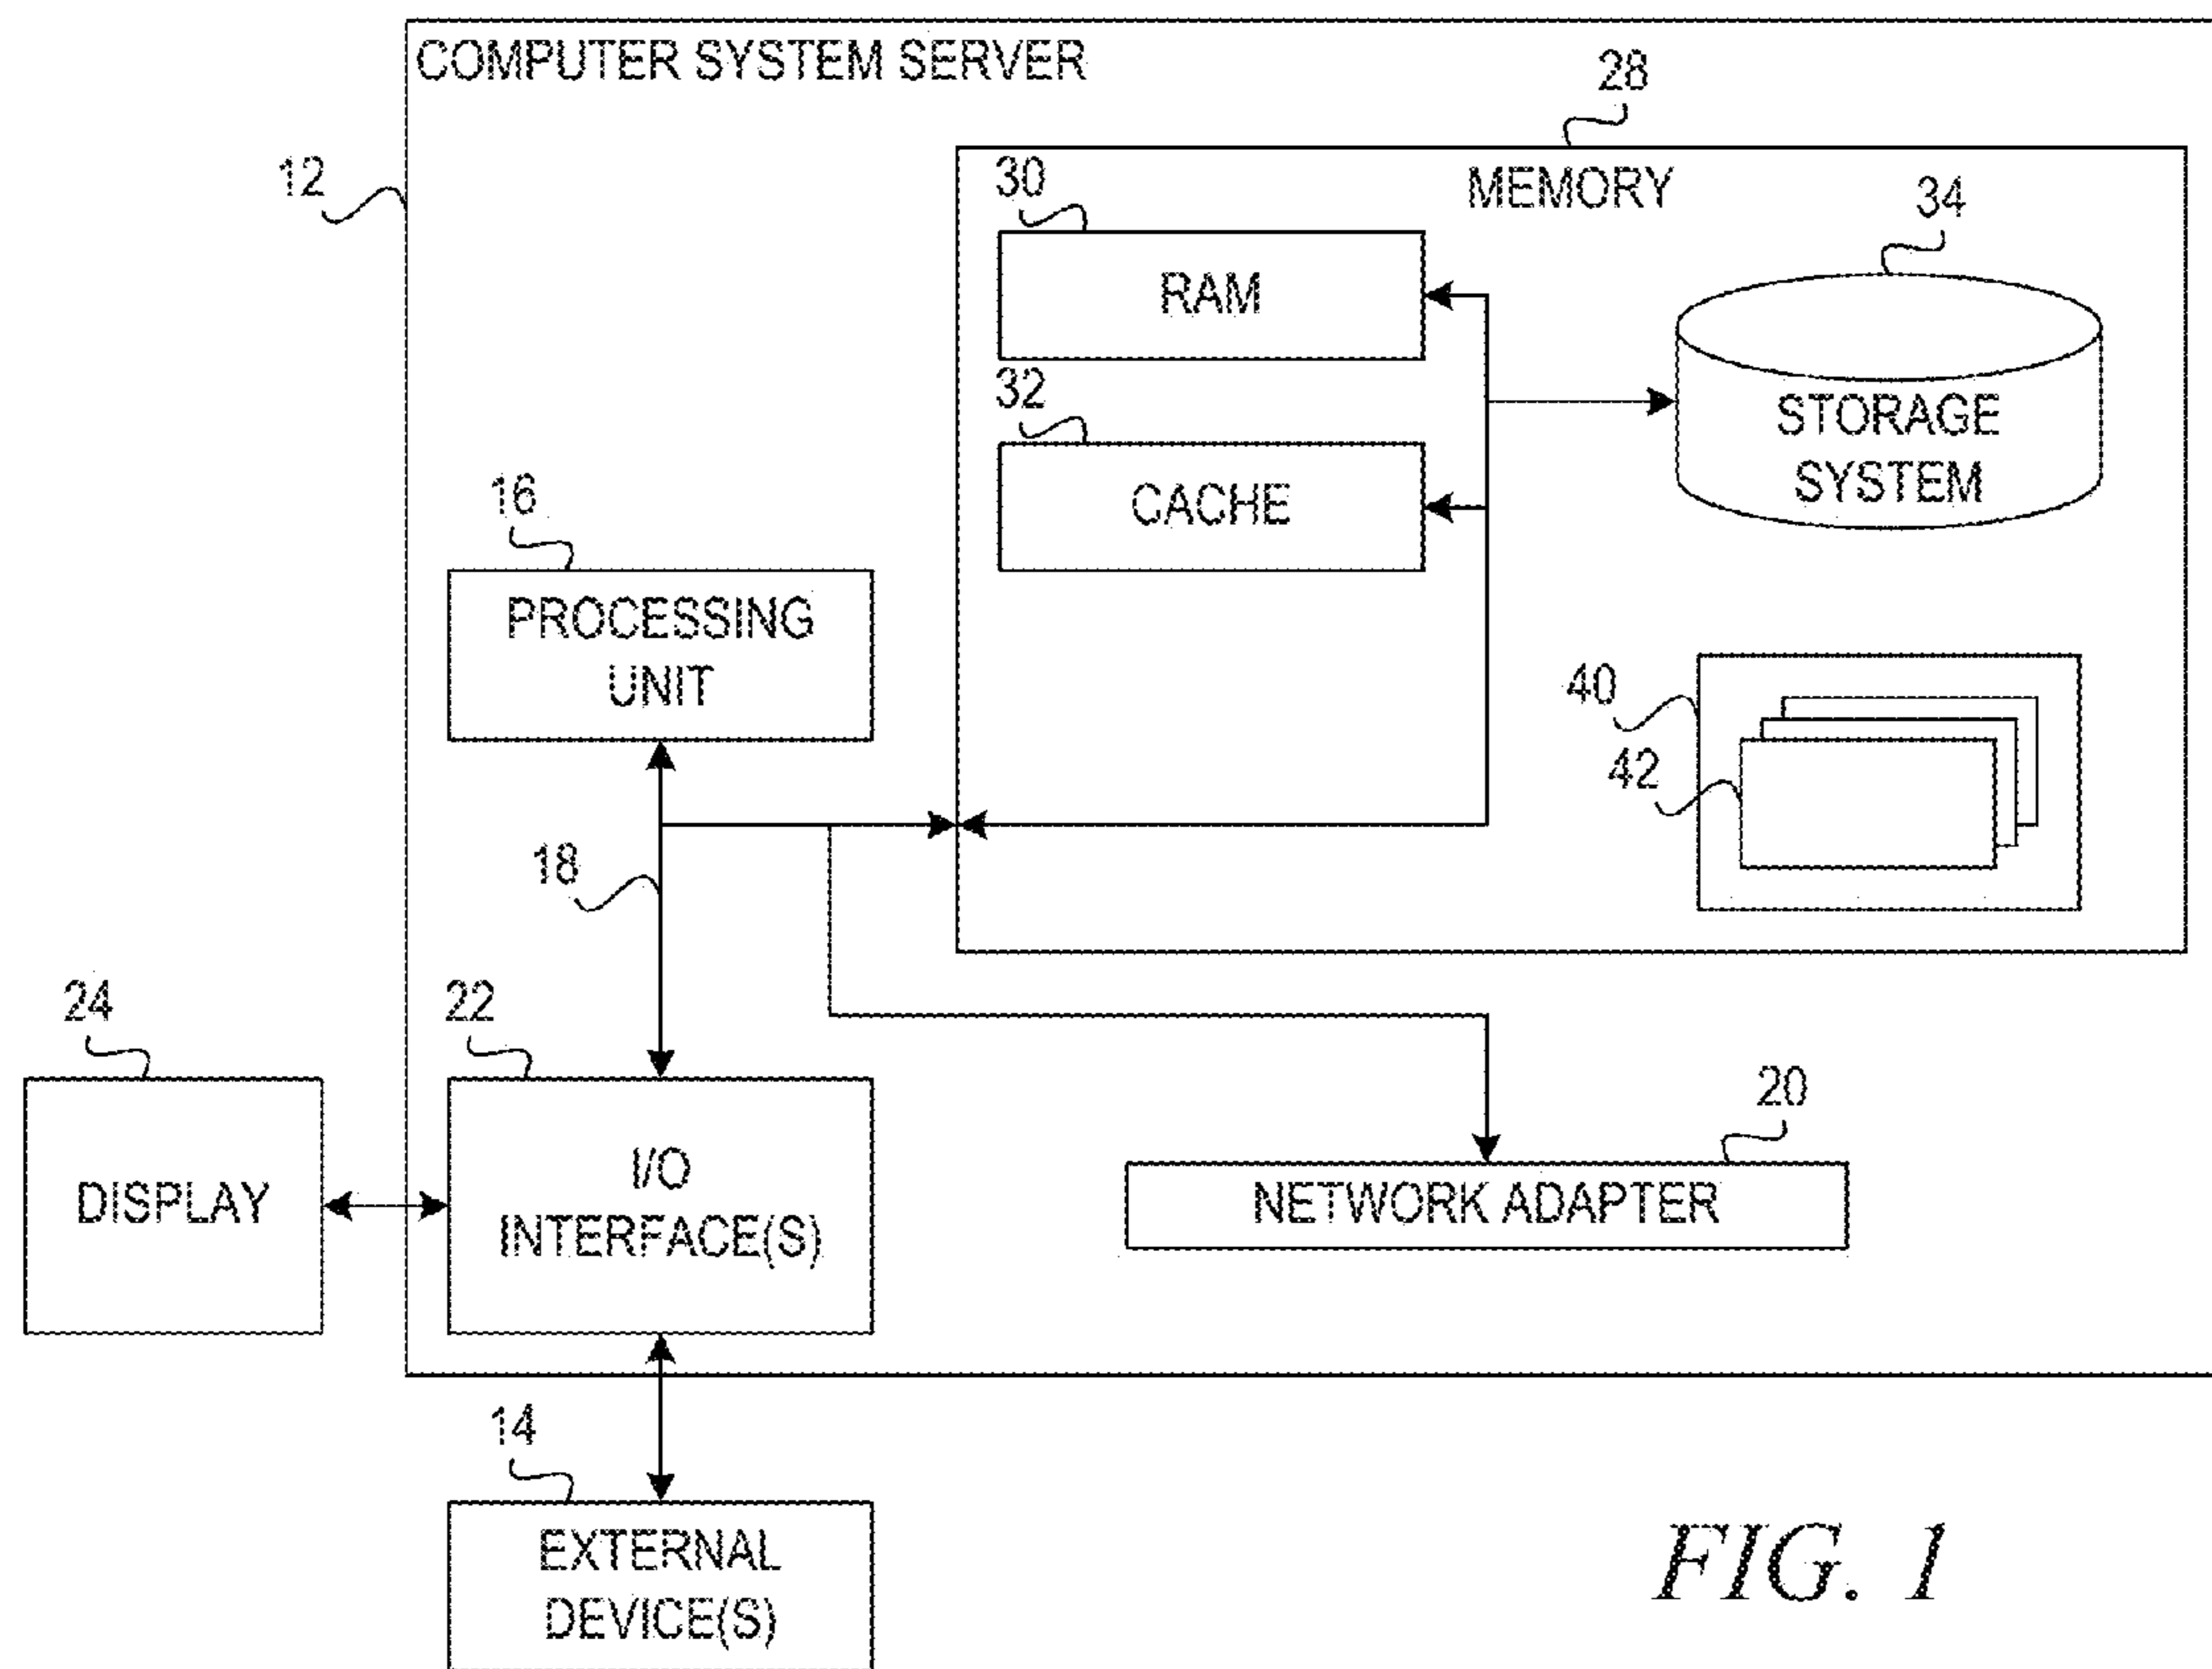 COMPUTER SYSTEM SERVER
28
12
30
MEMORY
34
RAM
32
STORAGE
SYSTEM
CACHE
16
PROCESSING
UNIT
40
42
18
24
22
20
DISPLAY
I/O
INTERFACE(S)
NETWORK ADAPTER
14
EXTERNAL
DEVICE(S)
FIG. 1